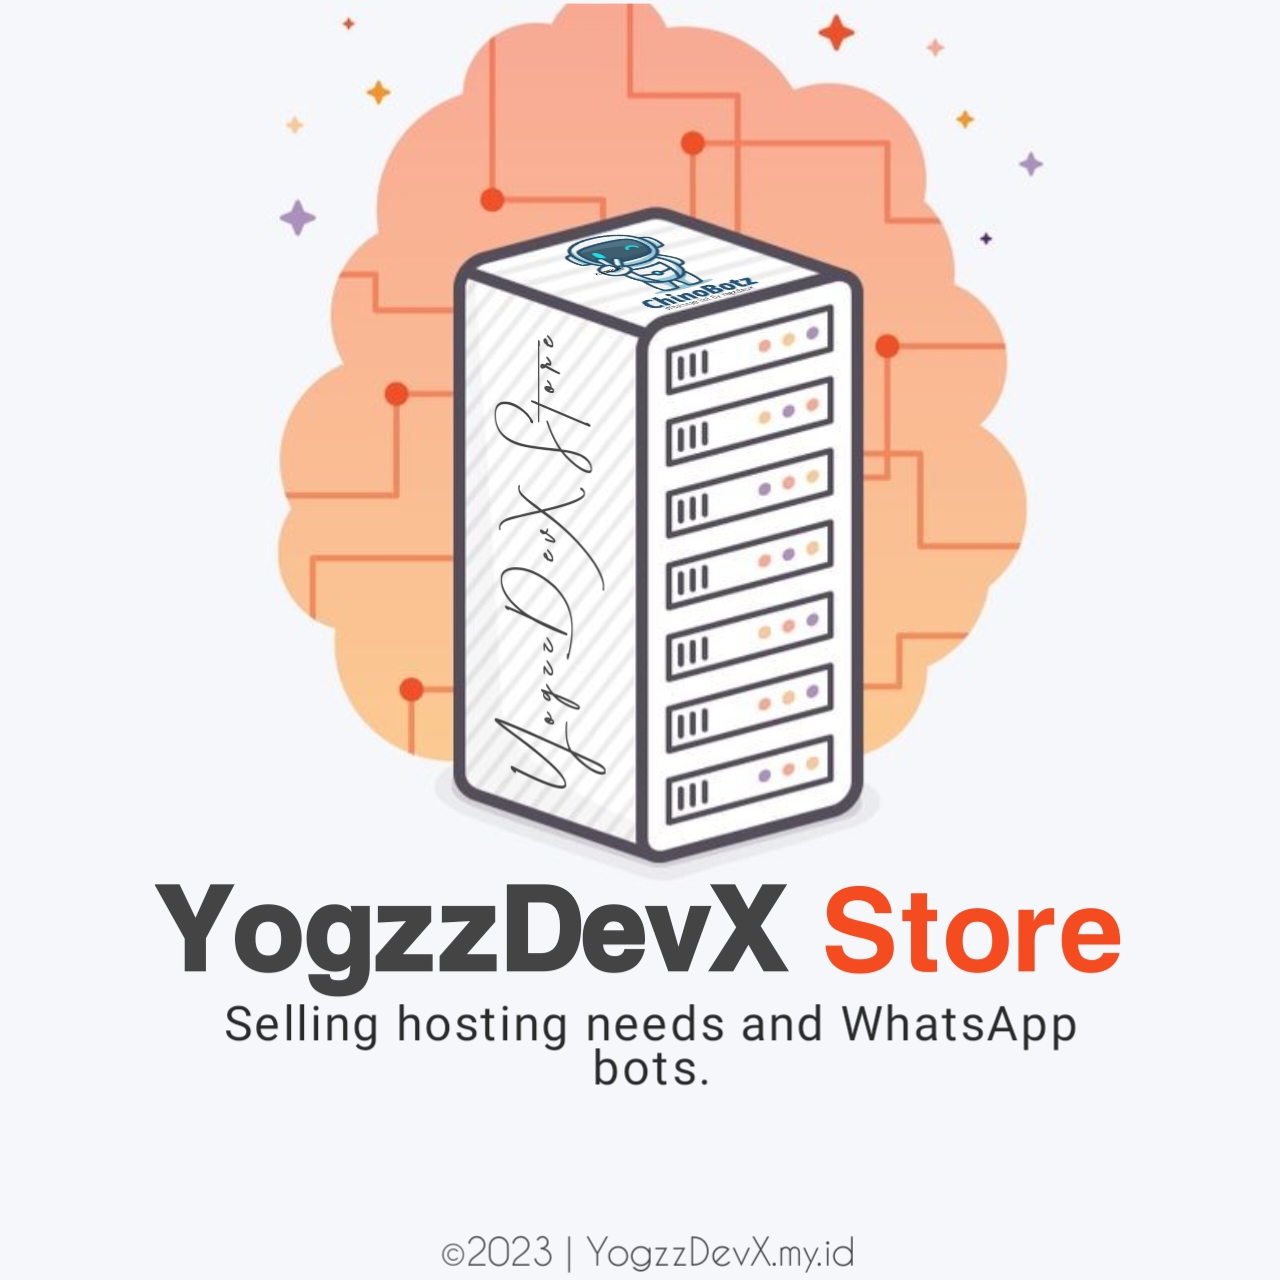 ChinoBotz
YogzzDevX Store
YogzzDevX Store
Selling hosting needs and WhatsApp
bots.
©2023 | YogzzDevX.my.id